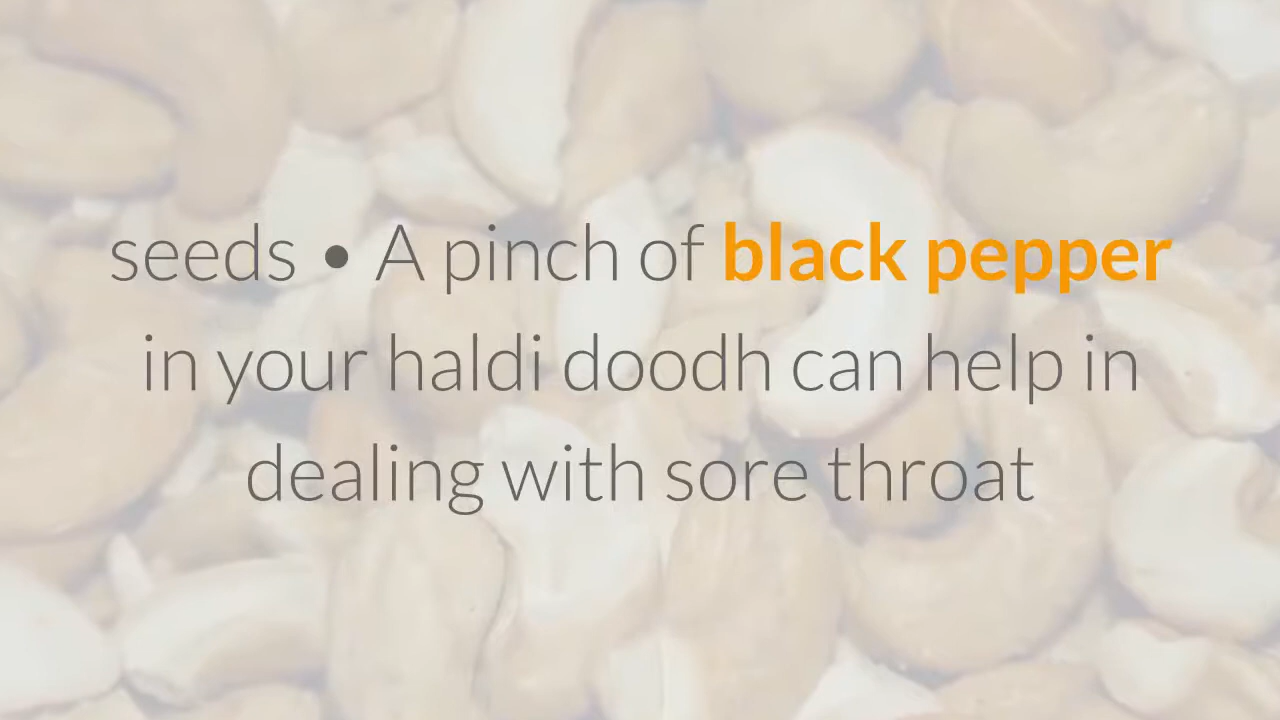 seeds • A pinch of black pepper
in your haldi doodh can help in
dealing with sore throat